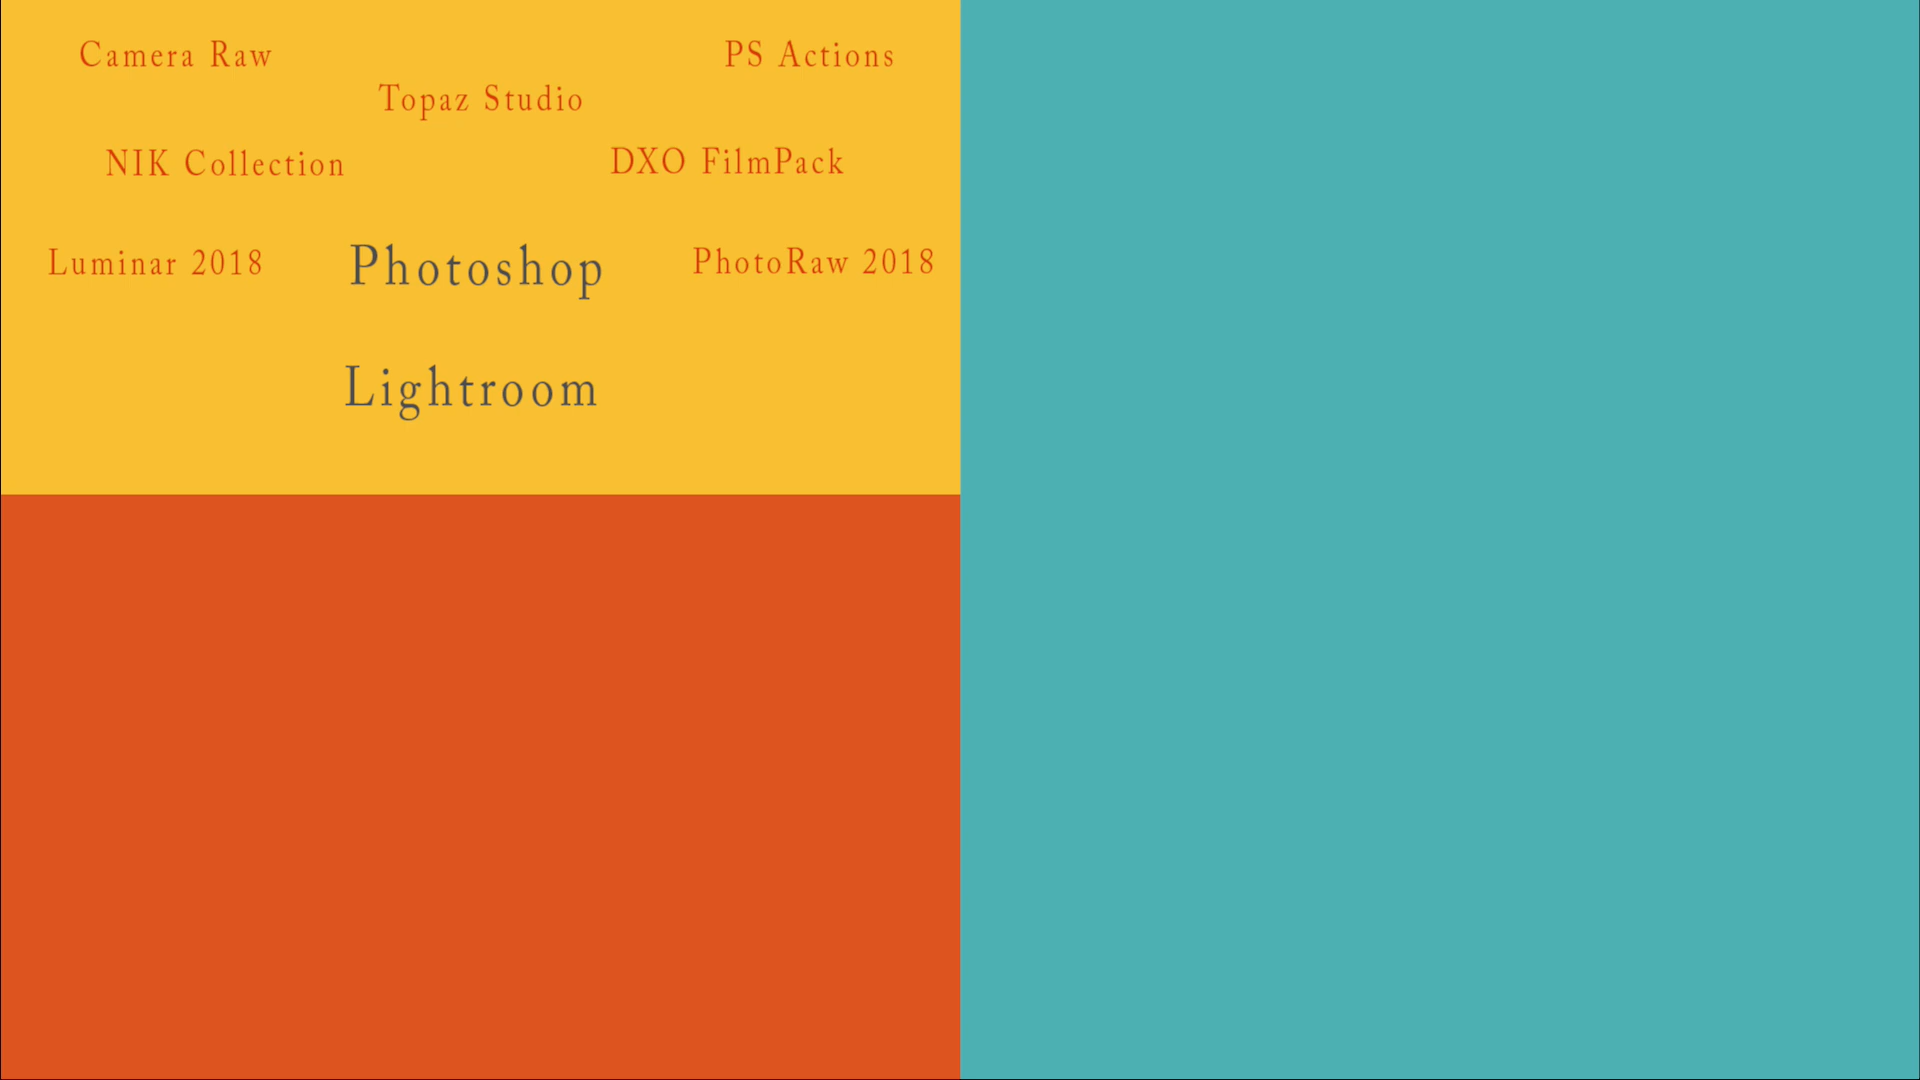 Camera Raw
PS Actions
Topaz Studio
NIK Collection
DXO FilmPack
Luminar 2018
Photoshop
PhotoRaw 2018
Lightroom